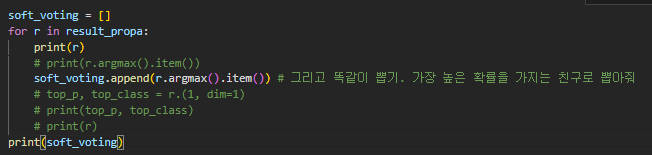 soft_voting = []
for r in result_propa:
    print(r)
    # print(r.argmax().item())
    soft_voting.append(r.argmax().item()) # 그리고 똑같이 뽑기. 가장 높은 확률을 가지는 친구로 뽑아줘
    # top_p, top_class = r.(1, dim=1)
    # print(top_p, top_class)
    # print(r)
print(soft_voting)